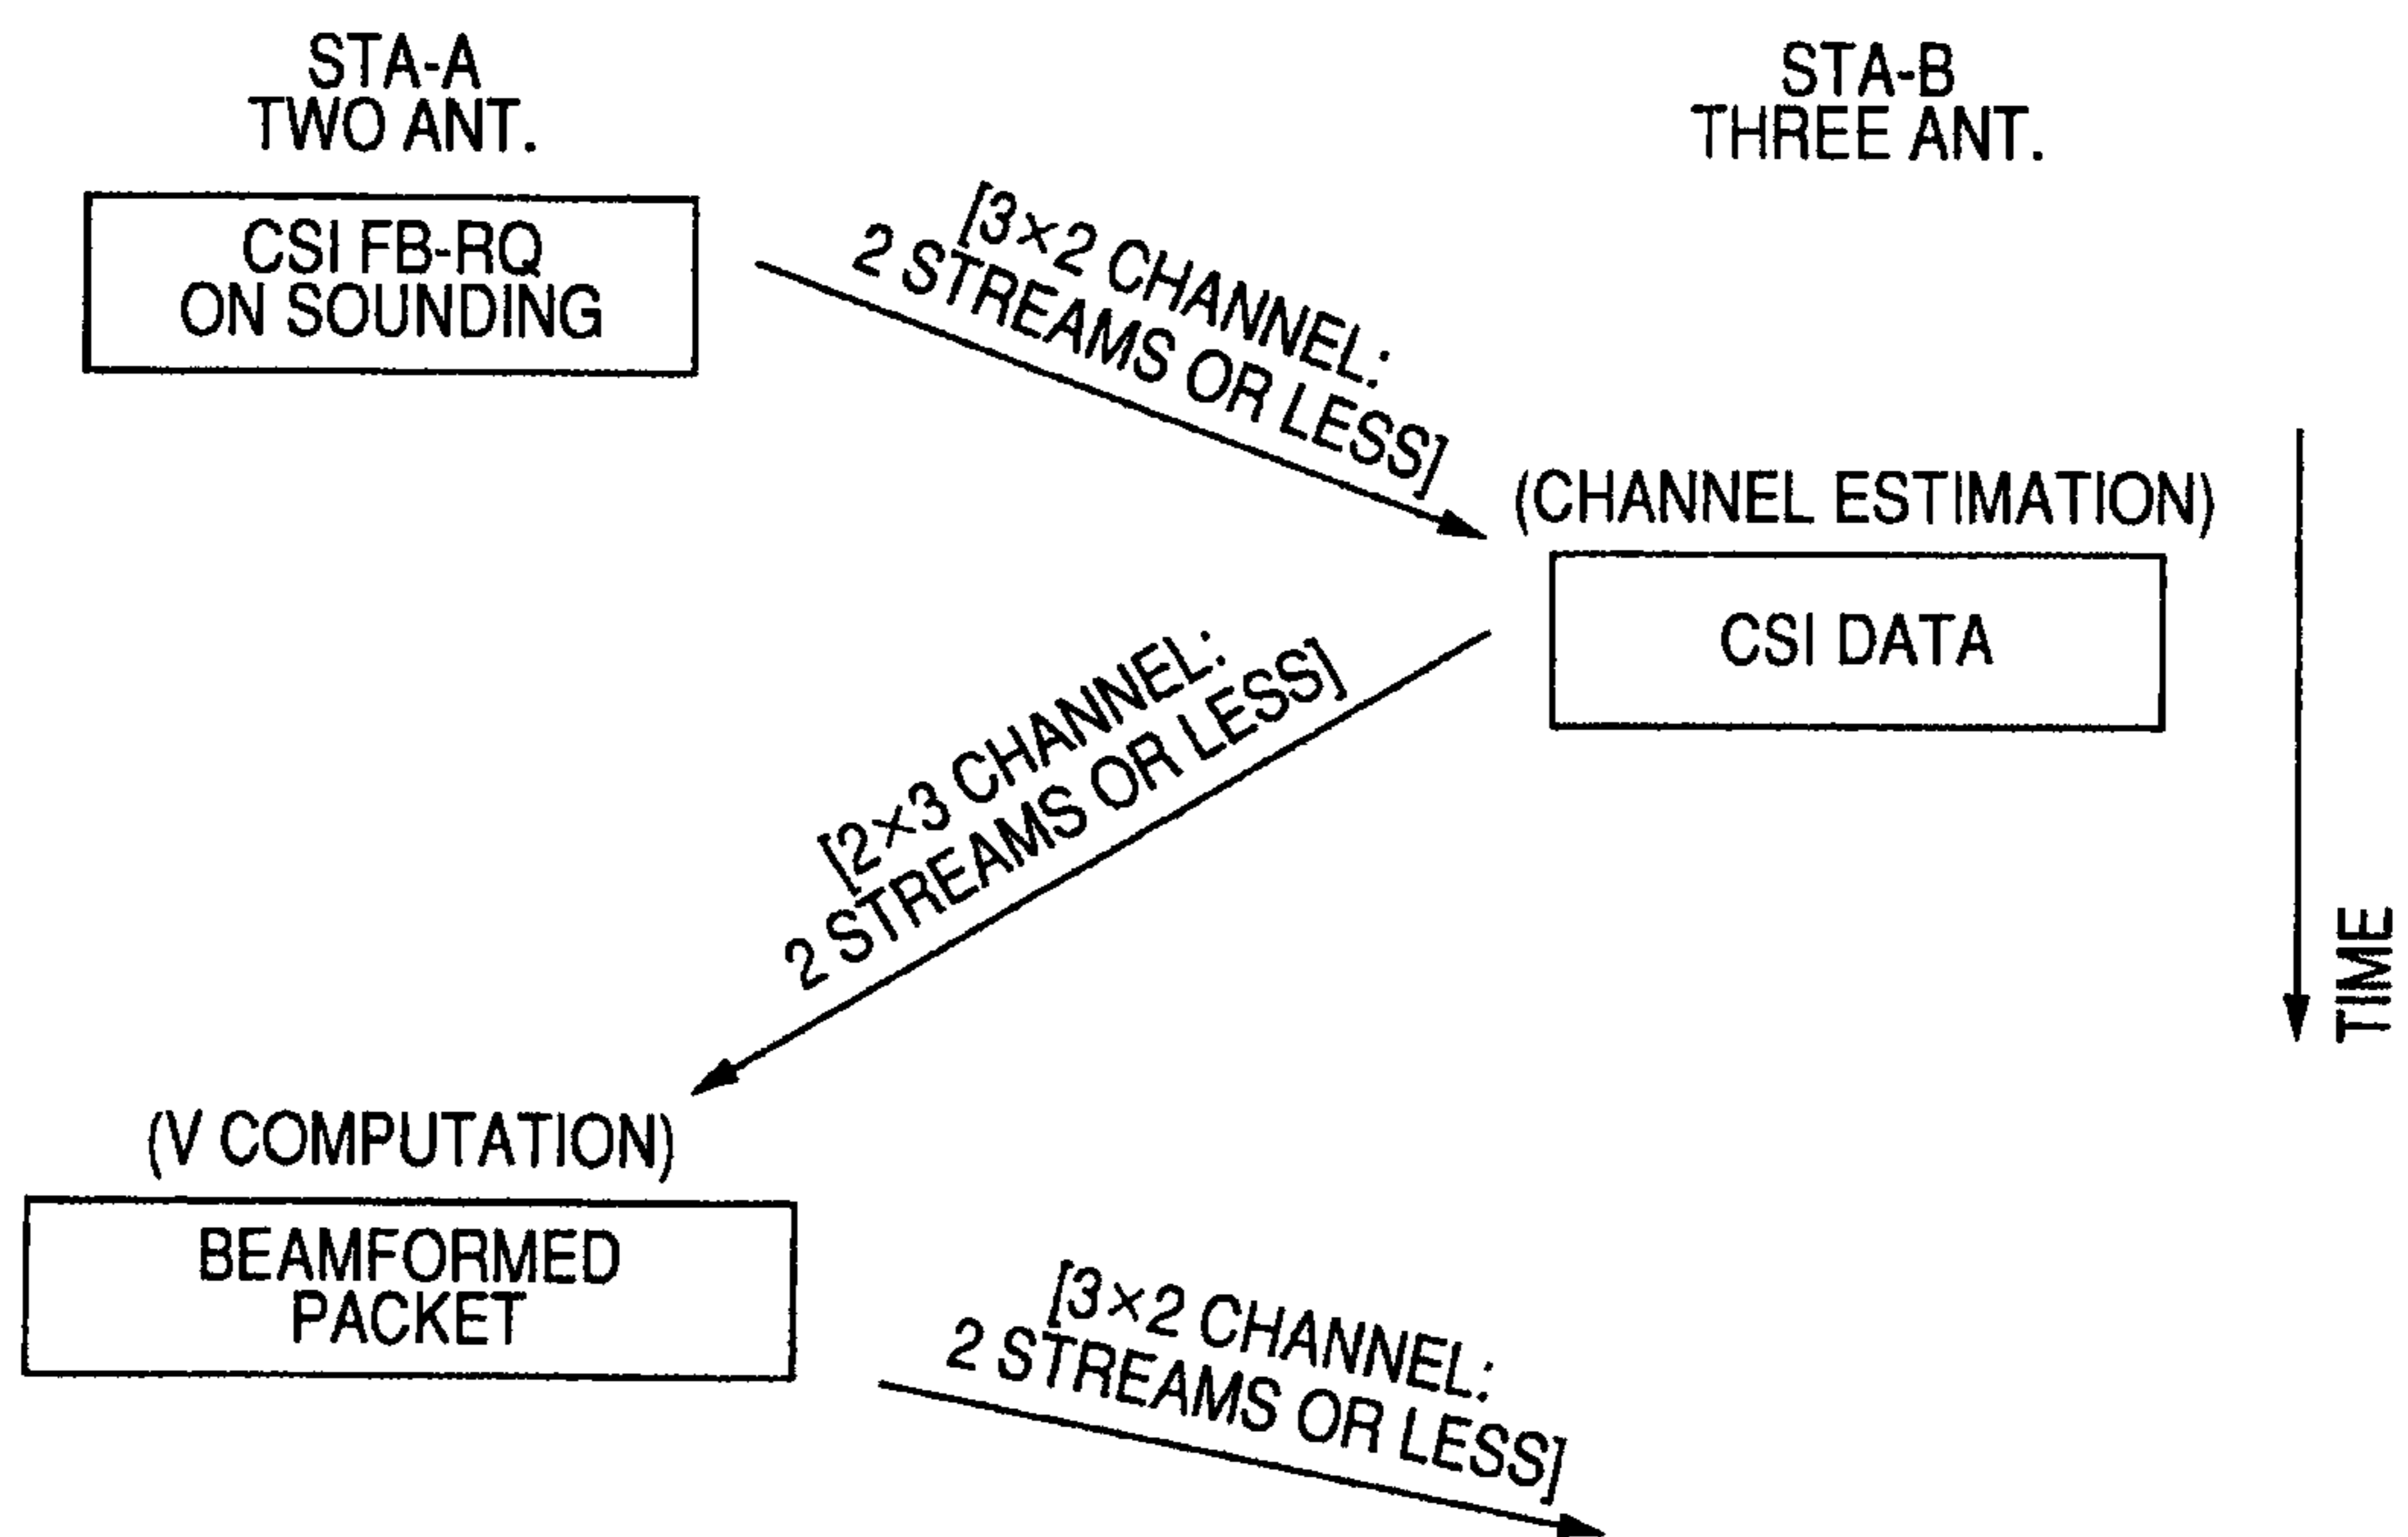 STA-A
TWO ANT.
STA-B
THREE ANT.
CSI FB-RQ
ON SOUNDING
[3×2 CHANNEL:
2 STREAMS OR LESS]
(CHANNEL ESTIMATION)
CSI DATA
[2×3 CHANNEL:
2 STREAMS OR LESS]
TIME
(V COMPUTATION)
BEAMFORMED
PACKET
[3×2 CHANNEL:
2 STREAMS OR LESS]